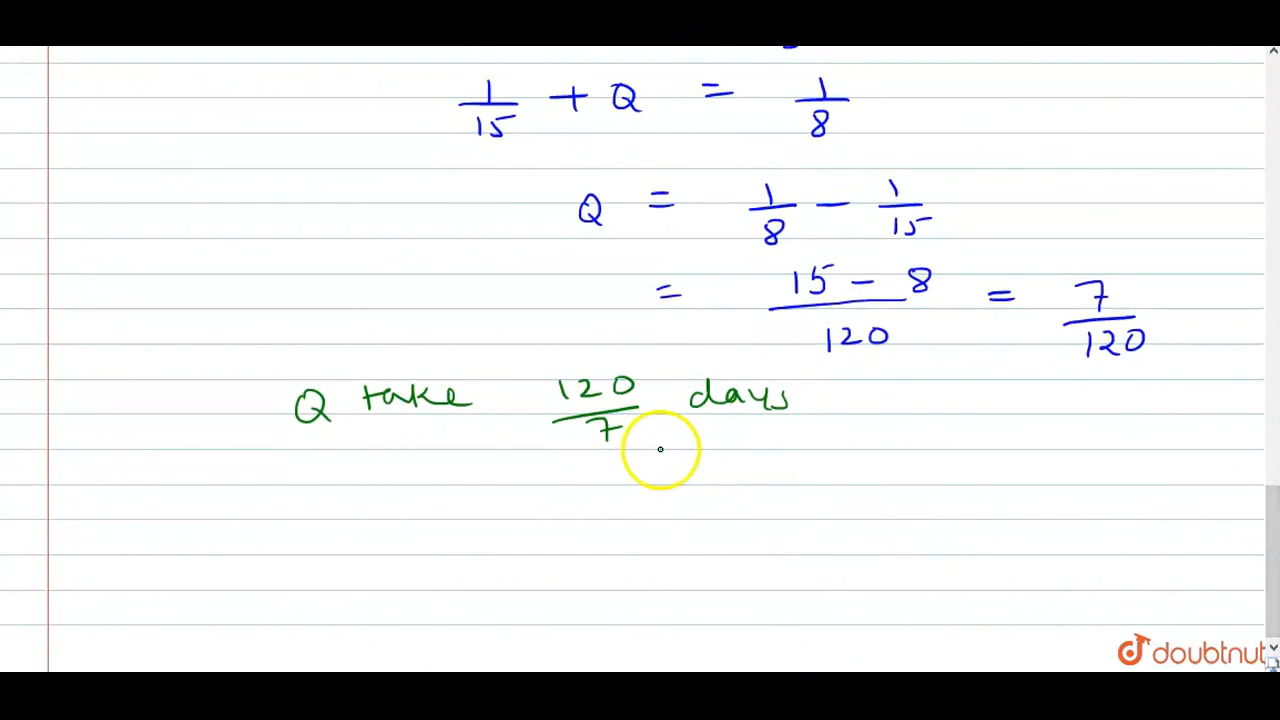 1/15 + Q = 1/8
Q = 1/8 - 1/15
= 15 - 8/120 = 7/120
Q take 120/7 days
doubtnut